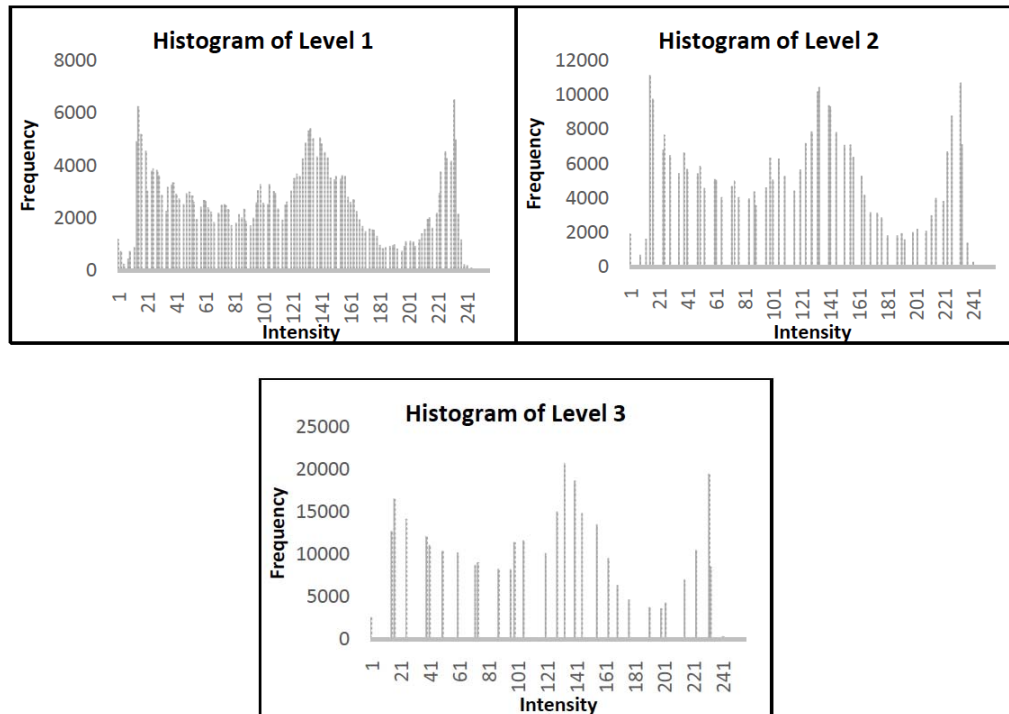 Histogram of Level 1
8000
6000
4000
2000
0
Frequency
1 21 41 61 81 101 121 141 161 181 201 221 241
Intensity
Histogram of Level 2
12000
10000
8000
6000
4000
2000
0
Frequency
1 21 41 61 81 101 121 141 161 181 201 221 241
Intensity
Histogram of Level 3
25000
20000
15000
10000
5000
0
Frequency
1 21 41 61 81 101 121 141 161 181 201 221 241
Intensity